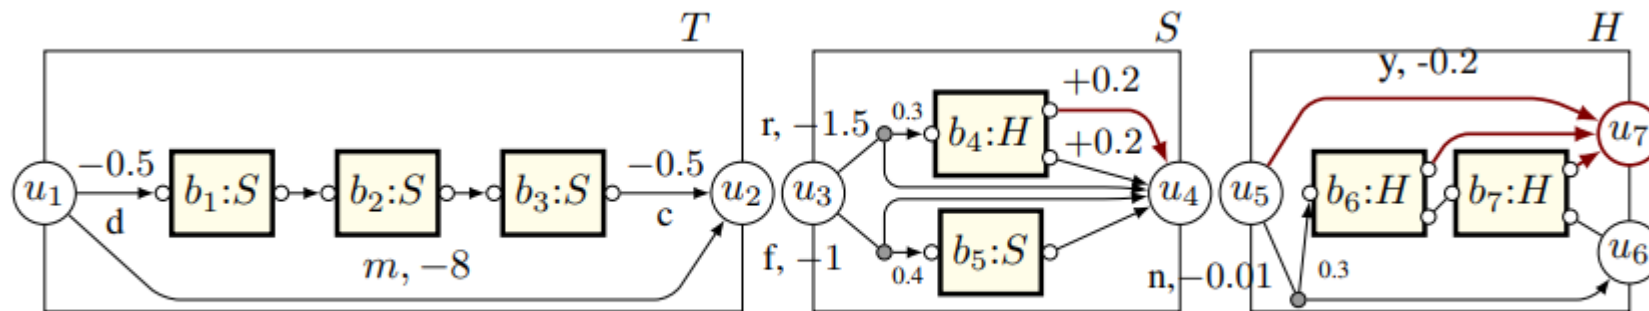 T
S
H
y, -0.2
+0.2
r, −1.5
0.3
b4:H
+0.2
u7
−0.5
−0.5
u1
b1:S
b2:S
b3:S
u2
u3
u4
u5
b6:H
b7:H
d
c
m, −8
f, −1
0.4
b5:S
n,−0.01
0.3
u6